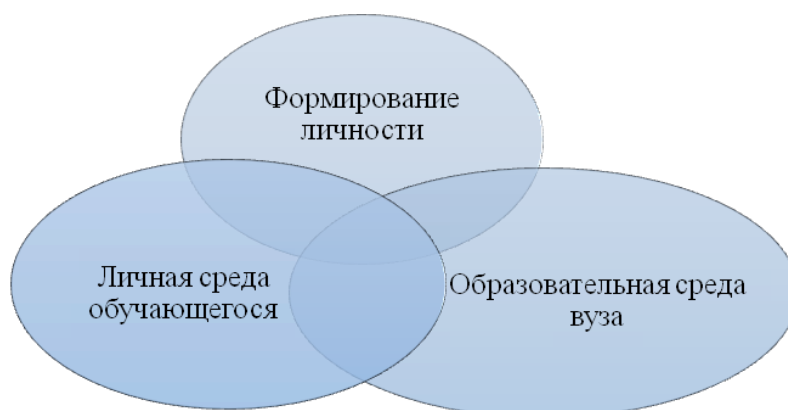 Формирование
личности
Личная среда
обучающегося
Образовательная среда
вуза